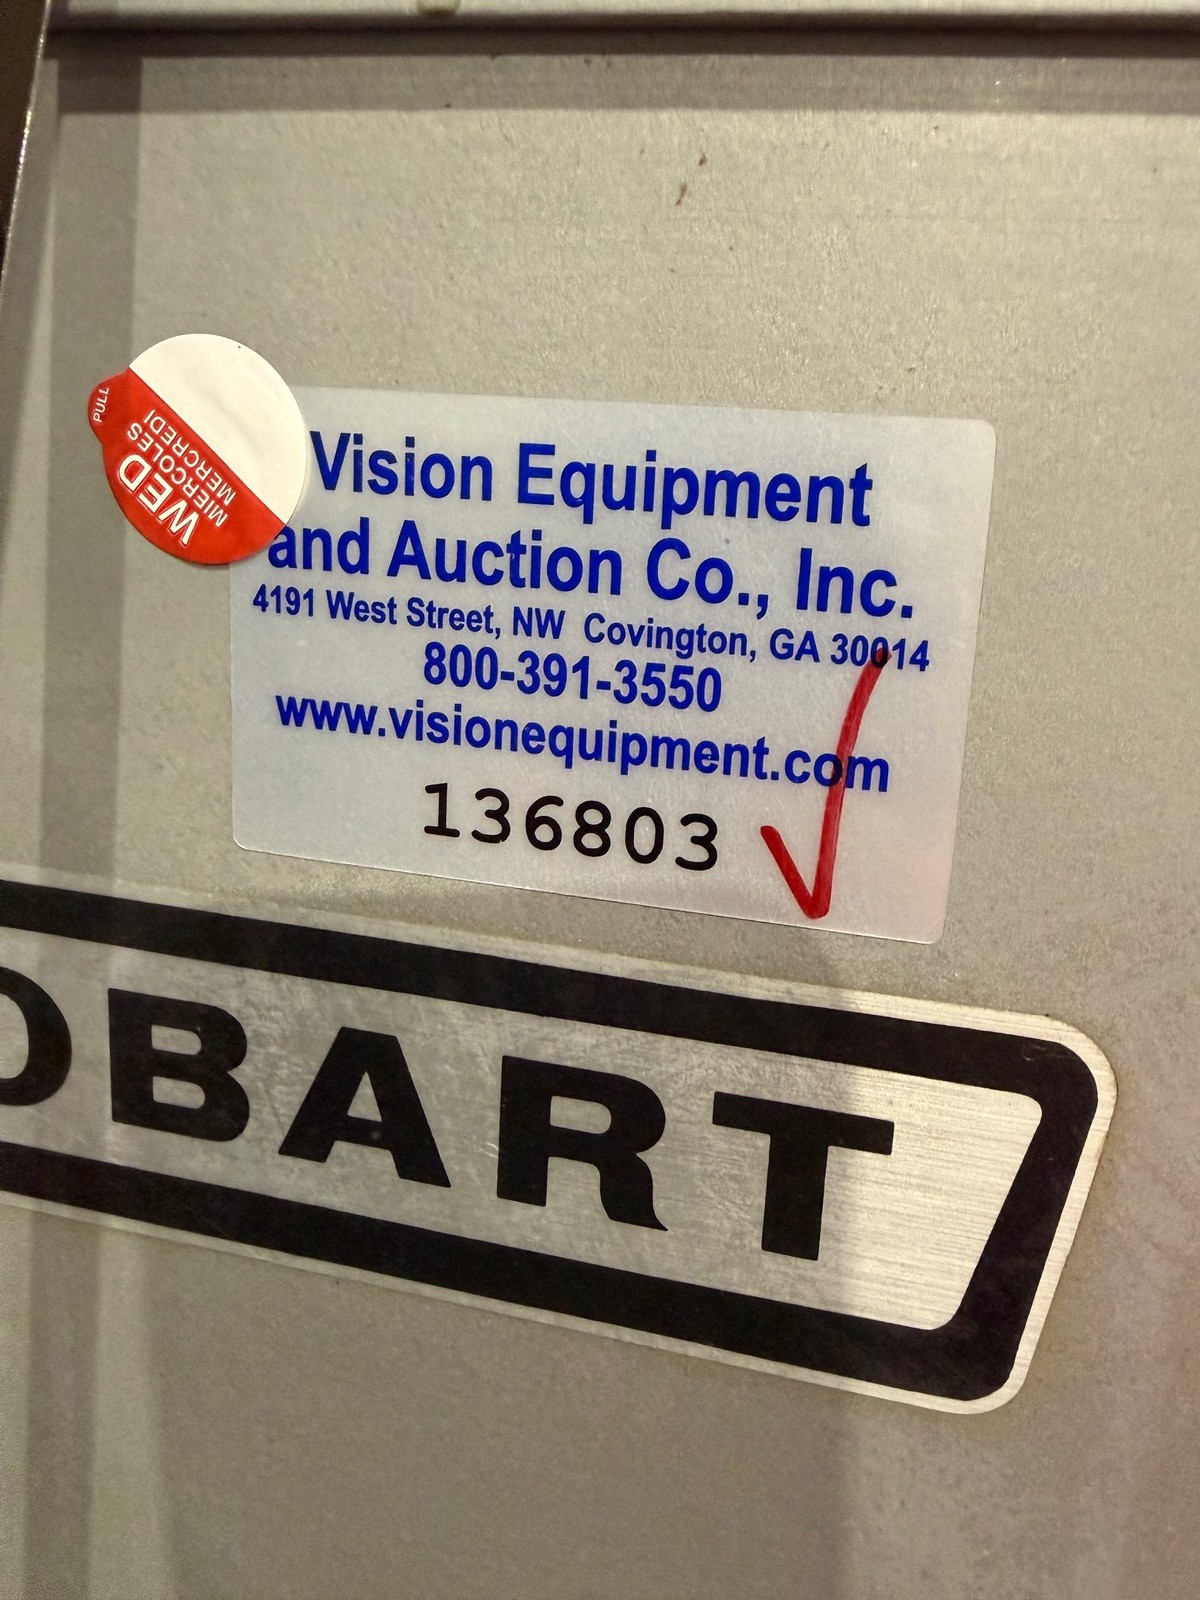 PULL
WED
MIERCOLES
MERCREDI
Vision Equipment
and Auction Co., Inc.
4191 West Street, NW Covington, GA 30014
800-391-3550
www.visionequipment.com
136803
OBART